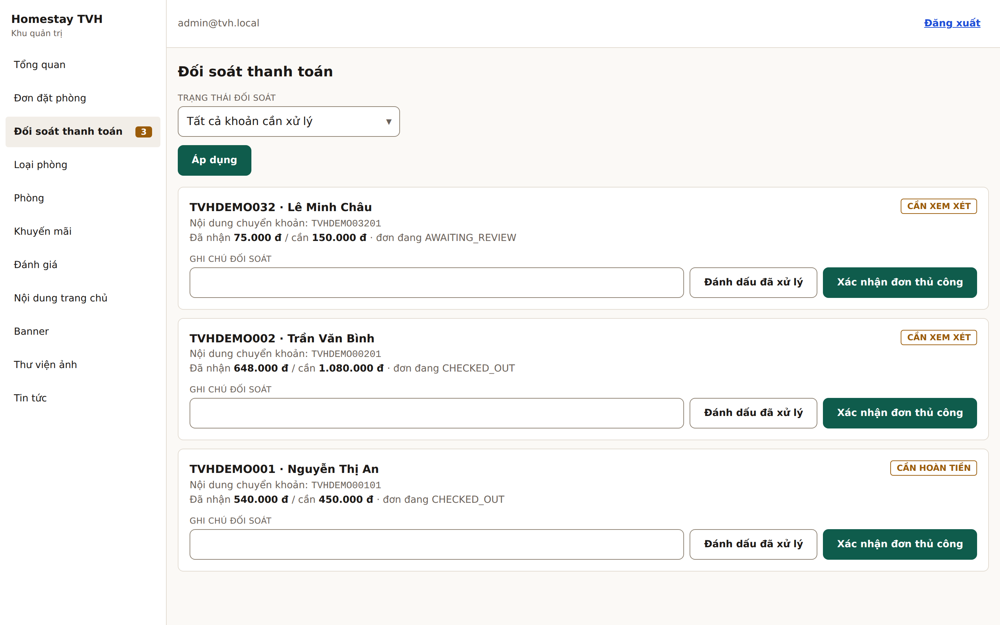 Homestay TVH
Khu quản trị
Tổng quan
Đơn đặt phòng
Đối soát thanh toán 3
Loại phòng
Phòng
Khuyến mãi
Đánh giá
Nội dung trang chủ
Banner
Thư viện ảnh
Tin tức
admin@tvh.local
Đăng xuất
Đối soát thanh toán
TRẠNG THÁI ĐỐI SOÁT
Tất cả khoản cần xử lý
Áp dụng
TVHDEMO032 · Lê Minh Châu
CẦN XEM XÉT
Nội dung chuyển khoản: TVHDEMO03201
Đã nhận 75.000 đ / cần 150.000 đ · đơn đang AWAITING_REVIEW
GHI CHÚ ĐỐI SOÁT
Đánh dấu đã xử lý
Xác nhận đơn thủ công
TVHDEMO002 · Trần Văn Bình
CẦN XEM XÉT
Nội dung chuyển khoản: TVHDEMO00201
Đã nhận 648.000 đ / cần 1.080.000 đ · đơn đang CHECKED_OUT
GHI CHÚ ĐỐI SOÁT
Đánh dấu đã xử lý
Xác nhận đơn thủ công
TVHDEMO001 · Nguyễn Thị An
CẦN HOÀN TIỀN
Nội dung chuyển khoản: TVHDEMO00101
Đã nhận 540.000 đ / cần 450.000 đ · đơn đang CHECKED_OUT
GHI CHÚ ĐỐI SOÁT
Đánh dấu đã xử lý
Xác nhận đơn thủ công